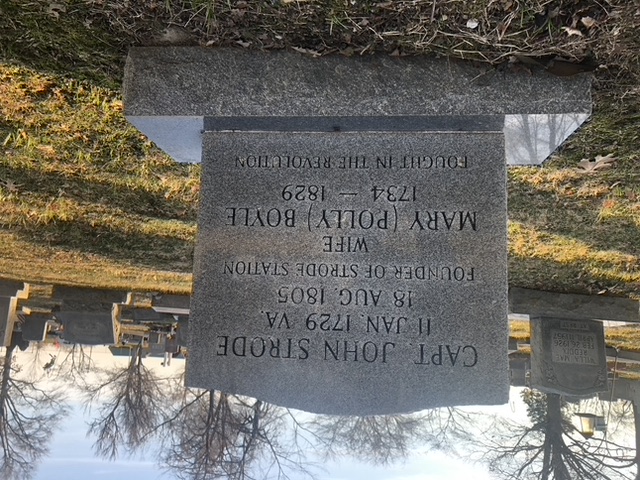 CAPT. JOHN STRODE
11 JAN. 1729 VA.
18 AUG. 1805
FOUNDER OF STRODE STATION
WIFE
MARY (POLLY) BOYLE
1734 — 1829
FOUGHT IN THE REVOLUTION